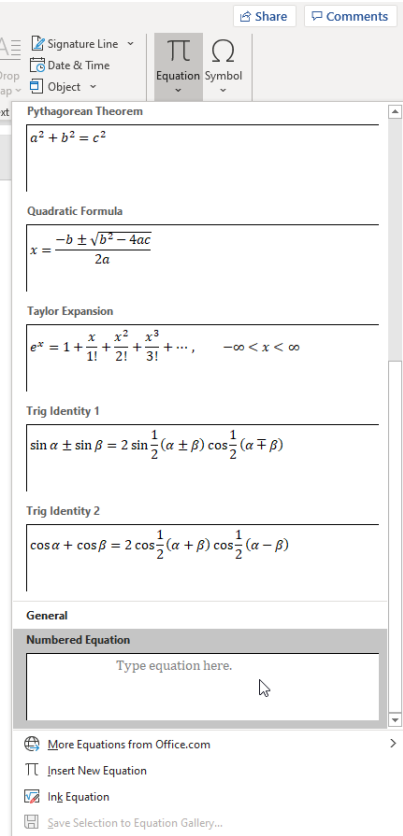 Share Comments
Signature Line
Date & Time
Object
Drop
Equation Symbol
Pythagorean Theorem
a² + b² = c²
Quadratic Formula
x = (−b ± √(b² − 4ac)) / 2a
Taylor Expansion
eˣ = 1 + x/1! + x²/2! + x³/3! + ⋯ , −∞ < x < ∞
Trig Identity 1
sin α ± sin β = 2 sin 1/2 (α ± β) cos 1/2 (α ∓ β)
Trig Identity 2
cos α + cos β = 2 cos 1/2 (α + β) cos 1/2 (α − β)
General
Numbered Equation
Type equation here.
More Equations from Office.com
Insert New Equation
Ink Equation
Save Selection to Equation Gallery...